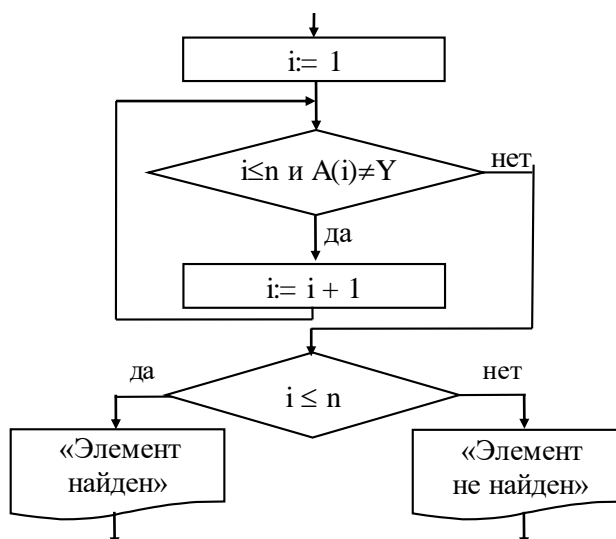 i:= 1
i≤n и A(i)≠Y
нет
да
i:= i + 1
да
нет
i ≤ n
«Элемент
найден»
«Элемент
не найден»